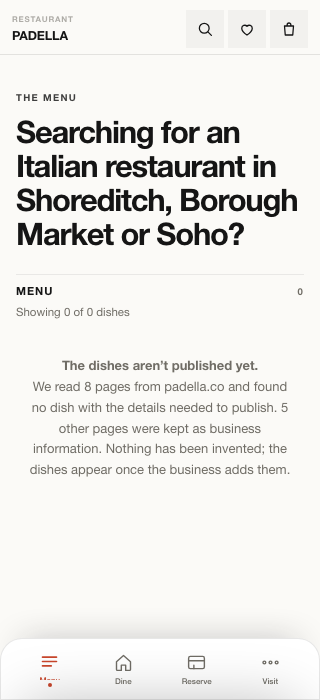 RESTAURANT
PADELLA
THE MENU
Searching for an
Italian restaurant in
Shoreditch, Borough
Market or Soho?
MENU 0
Showing 0 of 0 dishes
The dishes aren't published yet.
We read 8 pages from padella.co and found
no dish with the details needed to publish. 5
other pages were kept as business
information. Nothing has been invented; the
dishes appear once the business adds them.
Dine Reserve Visit